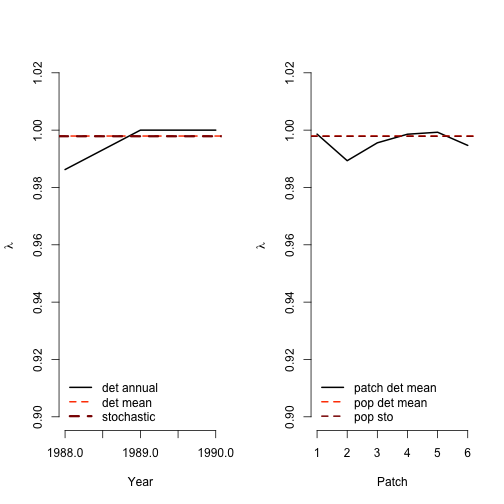 λ
1.02
1.00
0.98
0.96
0.94
0.92
0.90
det annual
det mean
stochastic
1988.0 1989.0 1990.0
Year
λ
1.02
1.00
0.98
0.96
0.94
0.92
0.90
patch det mean
pop det mean
pop sto
1 2 3 4 5 6
Patch